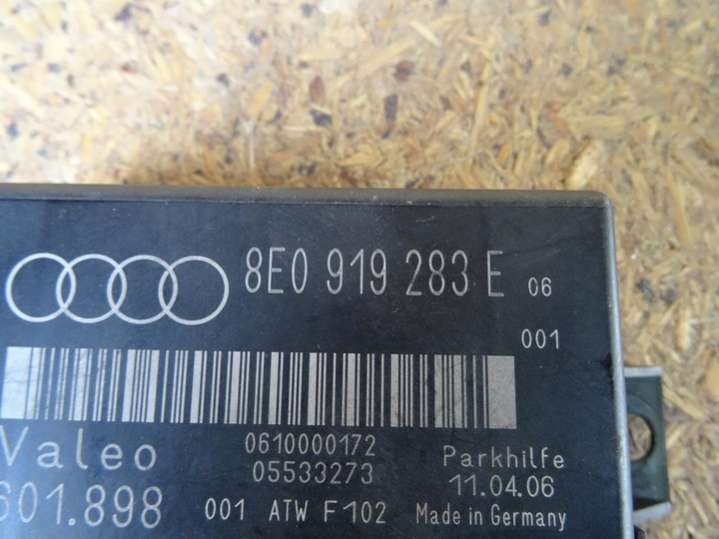 8E0 919 283 E 06
001
Valeo 0610000172
05533273 Parkhilfe
601.898 001 ATW F102 11.04.06
Made in Germany